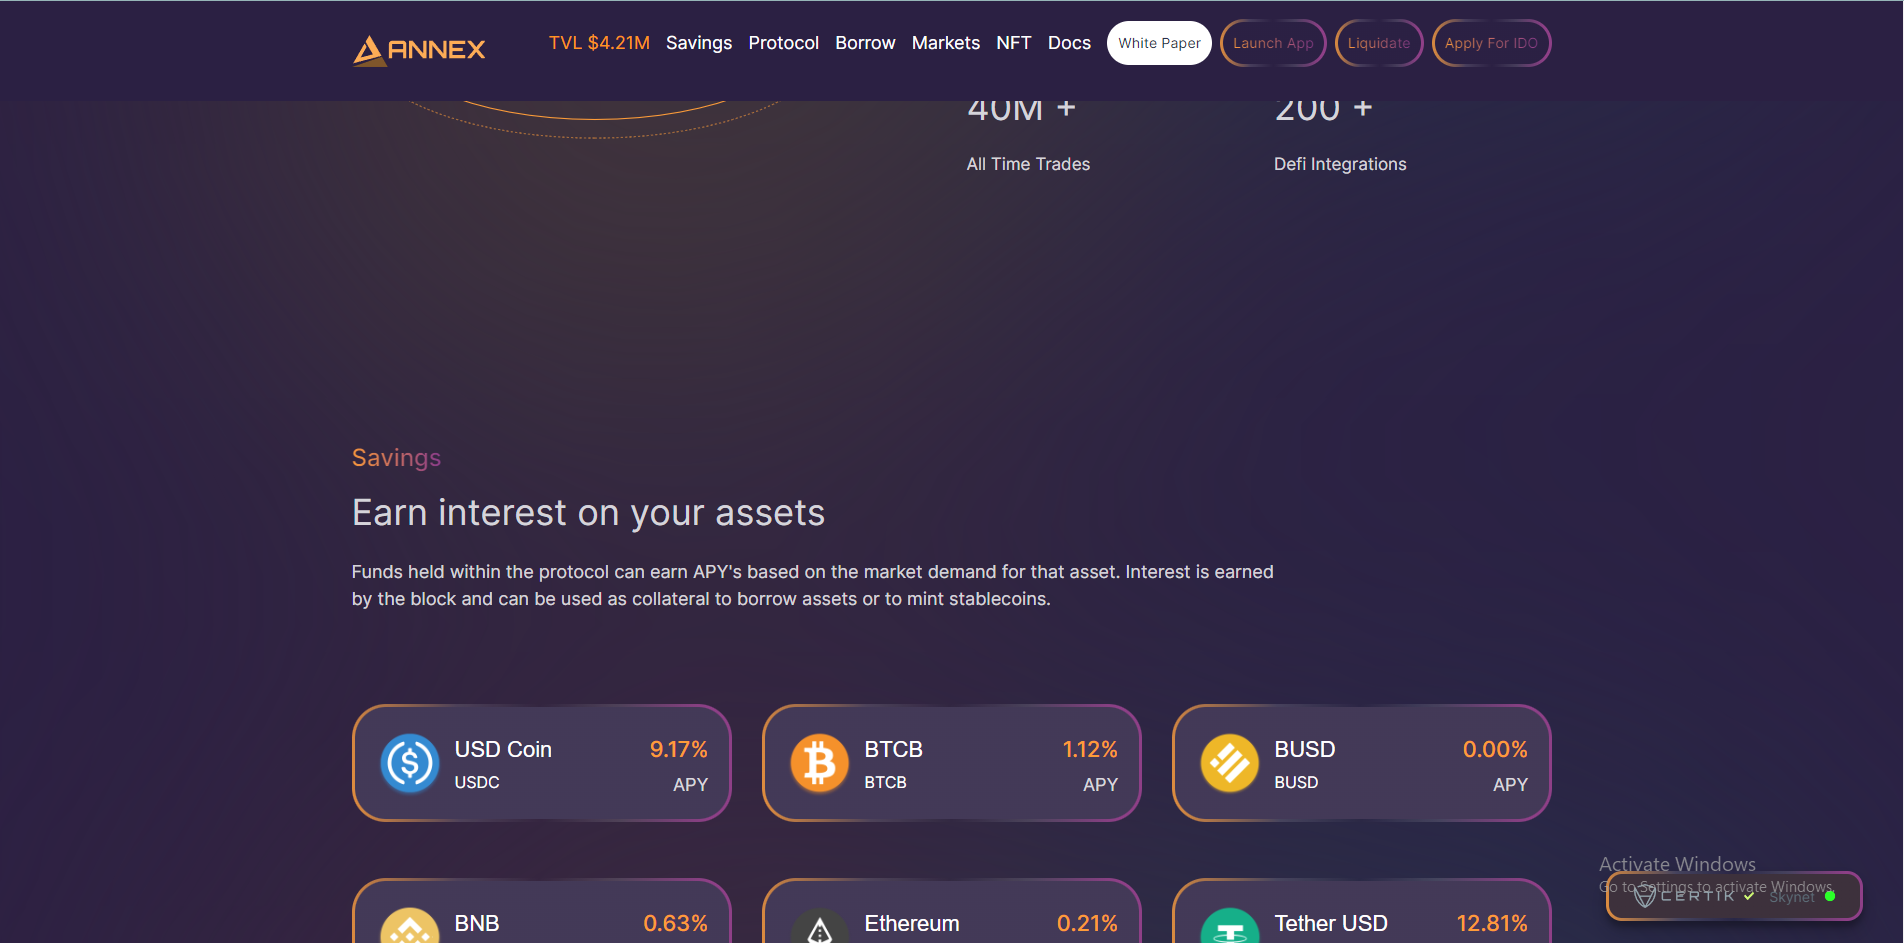 ANNEX
TVL $4.21M Savings Protocol Borrow Markets NFT Docs White Paper Launch App Liquidate Apply For IDO
40M + 200 +
All Time Trades Defi Integrations
Savings
Earn interest on your assets
Funds held within the protocol can earn APY's based on the market demand for that asset. Interest is earned
by the block and can be used as collateral to borrow assets or to mint stablecoins.
USD Coin 9.17%
USDC APY
BTCB 1.12%
BTCB APY
BUSD 0.00%
BUSD APY
BNB 0.63%
Ethereum 0.21%
Tether USD 12.81%
Activate Windows
Go to Settings to activate Windows.
CERTIK Skynet